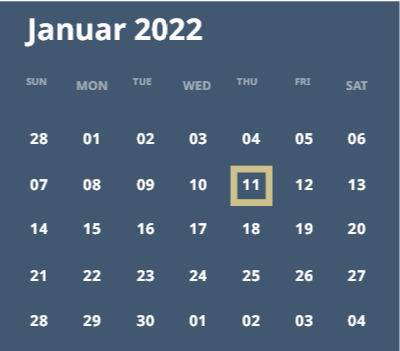 Januar 2022
SUN MON TUE WED THU FRI SAT
28 01 02 03 04 05 06
07 08 09 10 11 12 13
14 15 16 17 18 19 20
21 22 23 24 25 26 27
28 29 30 01 02 03 04